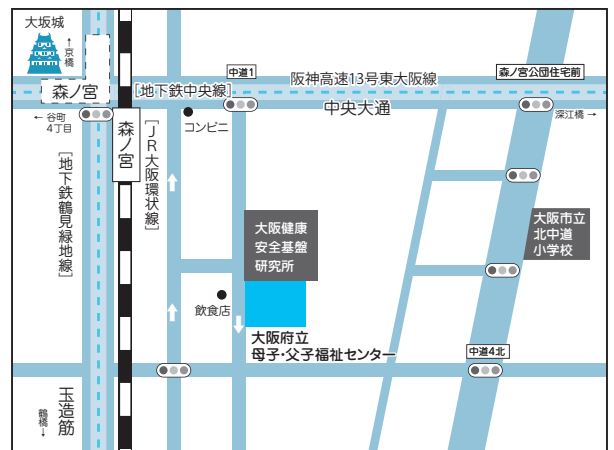 大坂城
↑京橋
中道1
阪神高速13号東大阪線
森ノ宮公団住宅前
森ノ宮
[地下鉄中央線]
中央大通
← 谷町
4丁目
深江橋
→
コンビニ
森ノ宮
[JR大阪環状線]
[地下鉄鶴見緑地線]
大阪健康
安全基盤
研究所
大阪市立
北中道
小学校
飲食店
大阪府立
母子・父子福祉センター
中道4北
玉造筋
鶴橋→